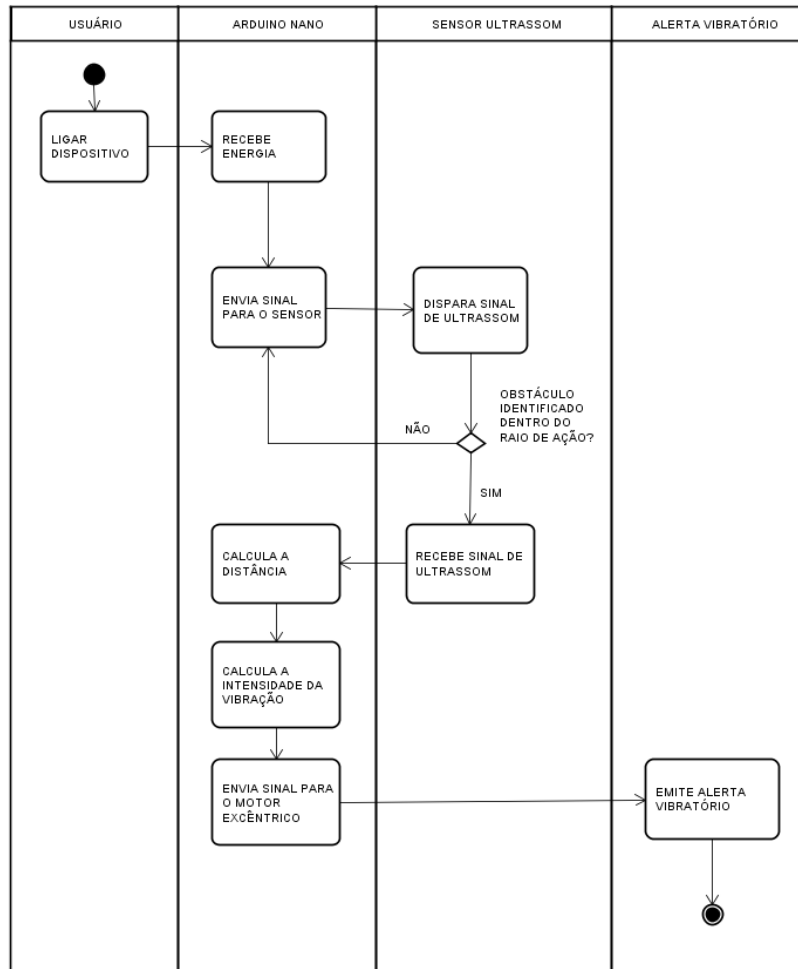 USUÁRIO
ARDUINO NANO
SENSOR ULTRASSOM
ALERTA VIBRATÓRIO
LIGAR
DISPOSITIVO
RECEBE
ENERGIA
ENVIA SINAL
PARA O SENSOR
DISPARA SINAL
DE ULTRASSOM
OBSTÁCULO
IDENTIFICADO
DENTRO DO
RAIO DE AÇÃO?
NÃO
SIM
RECEBE SINAL DE
ULTRASSOM
CALCULA A
DISTÂNCIA
CALCULA A
INTENSIDADE DA
VIBRAÇÃO
ENVIA SINAL PARA
O MOTOR
EXCÊNTRICO
EMITE ALERTA
VIBRATÓRIO